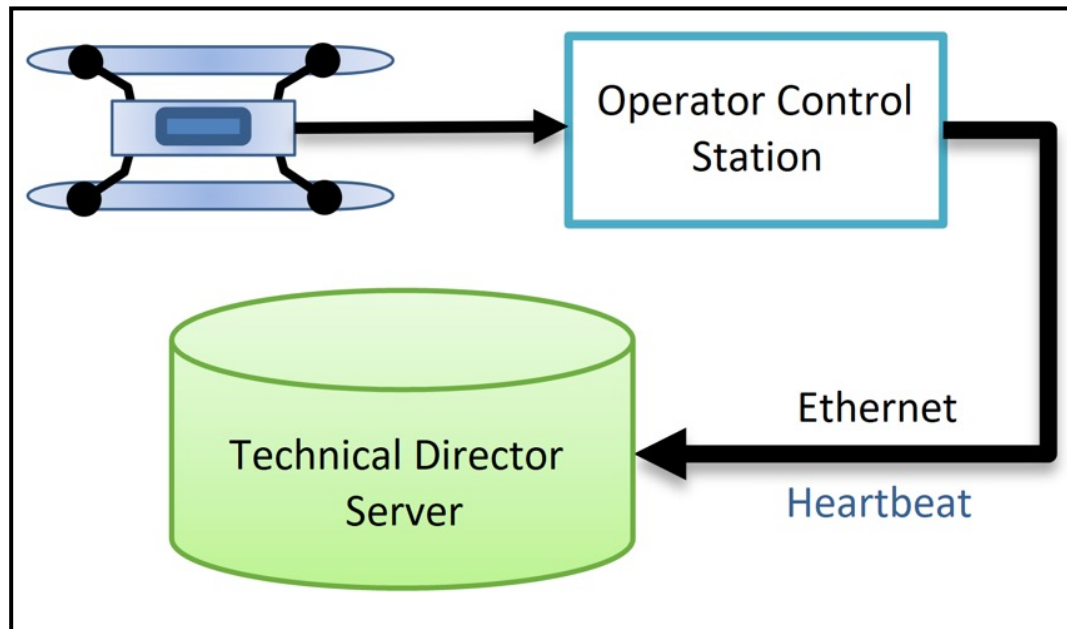 Operator Control
Station
Ethernet
Technical Director
Server
Heartbeat